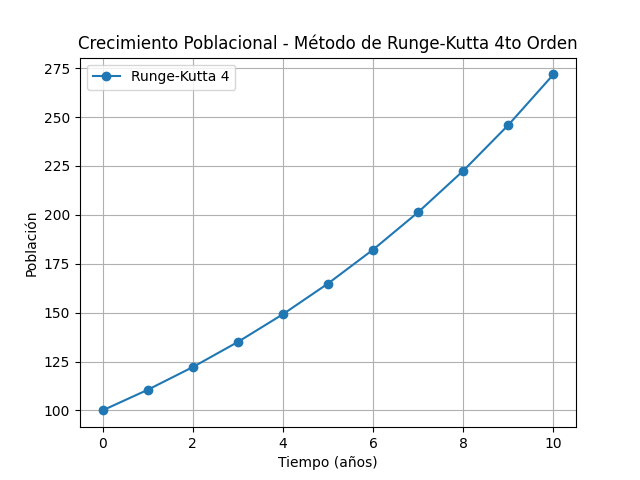 Crecimiento Poblacional - Método de Runge-Kutta 4to Orden
Runge-Kutta 4
275
250
225
200
175
150
125
100
Población
0 2 4 6 8 10
Tiempo (años)